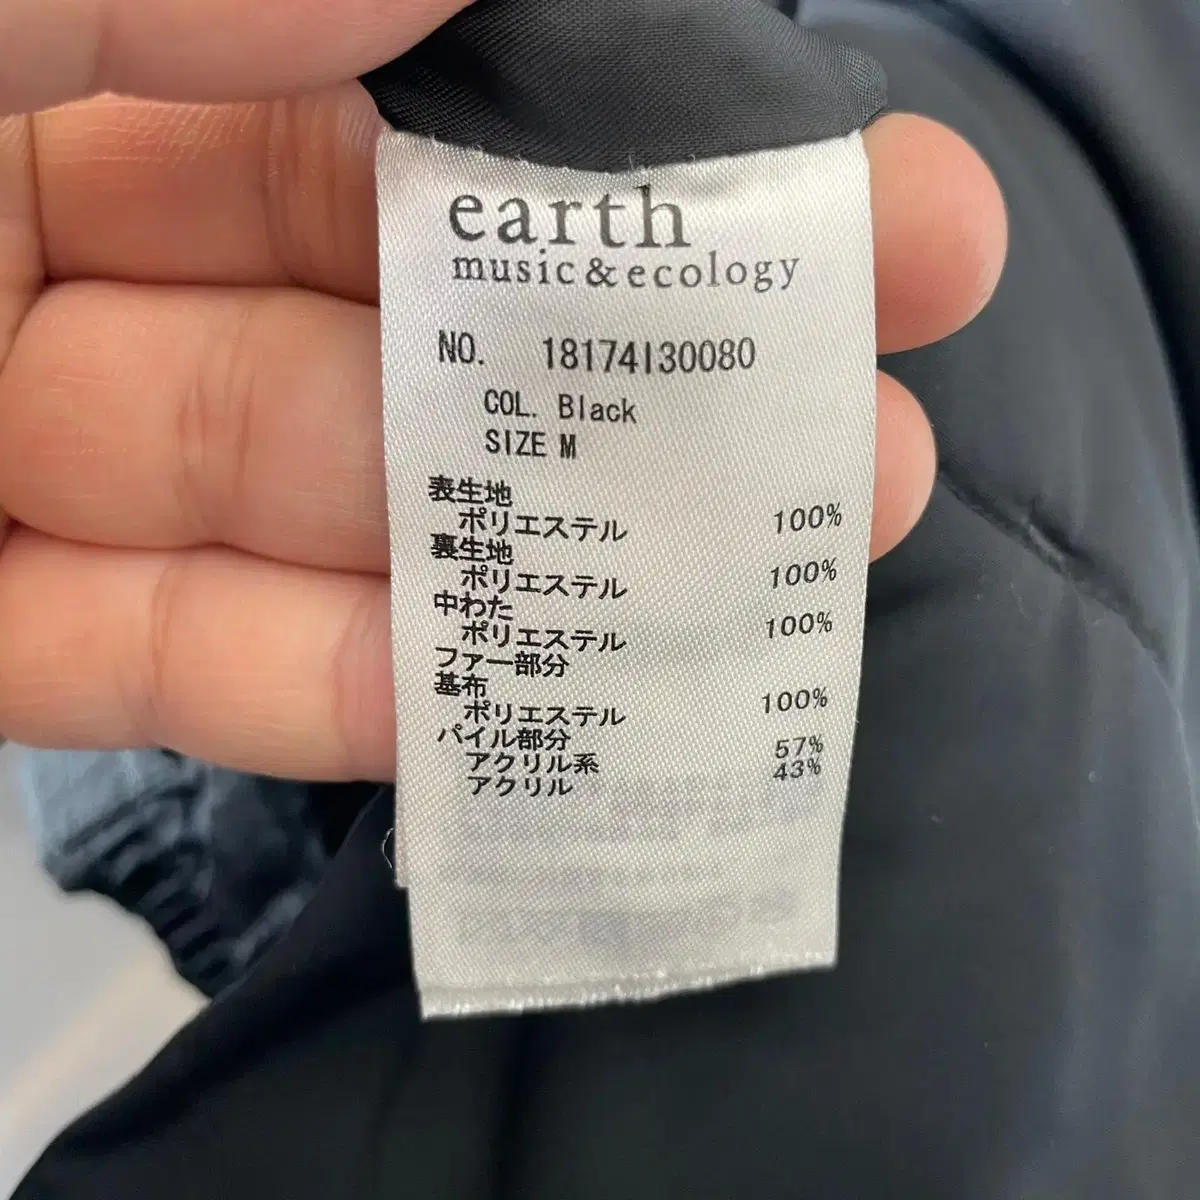 earth
music&ecology
NO. 18174I30080
COL. Black
SIZE M
表生地
ポリエステル 100%
裏生地
ポリエステル 100%
中わた
ポリエステル 100%
ファー部分
基布
ポリエステル 100%
パイル部分
アクリル系 57%
アクリル 43%